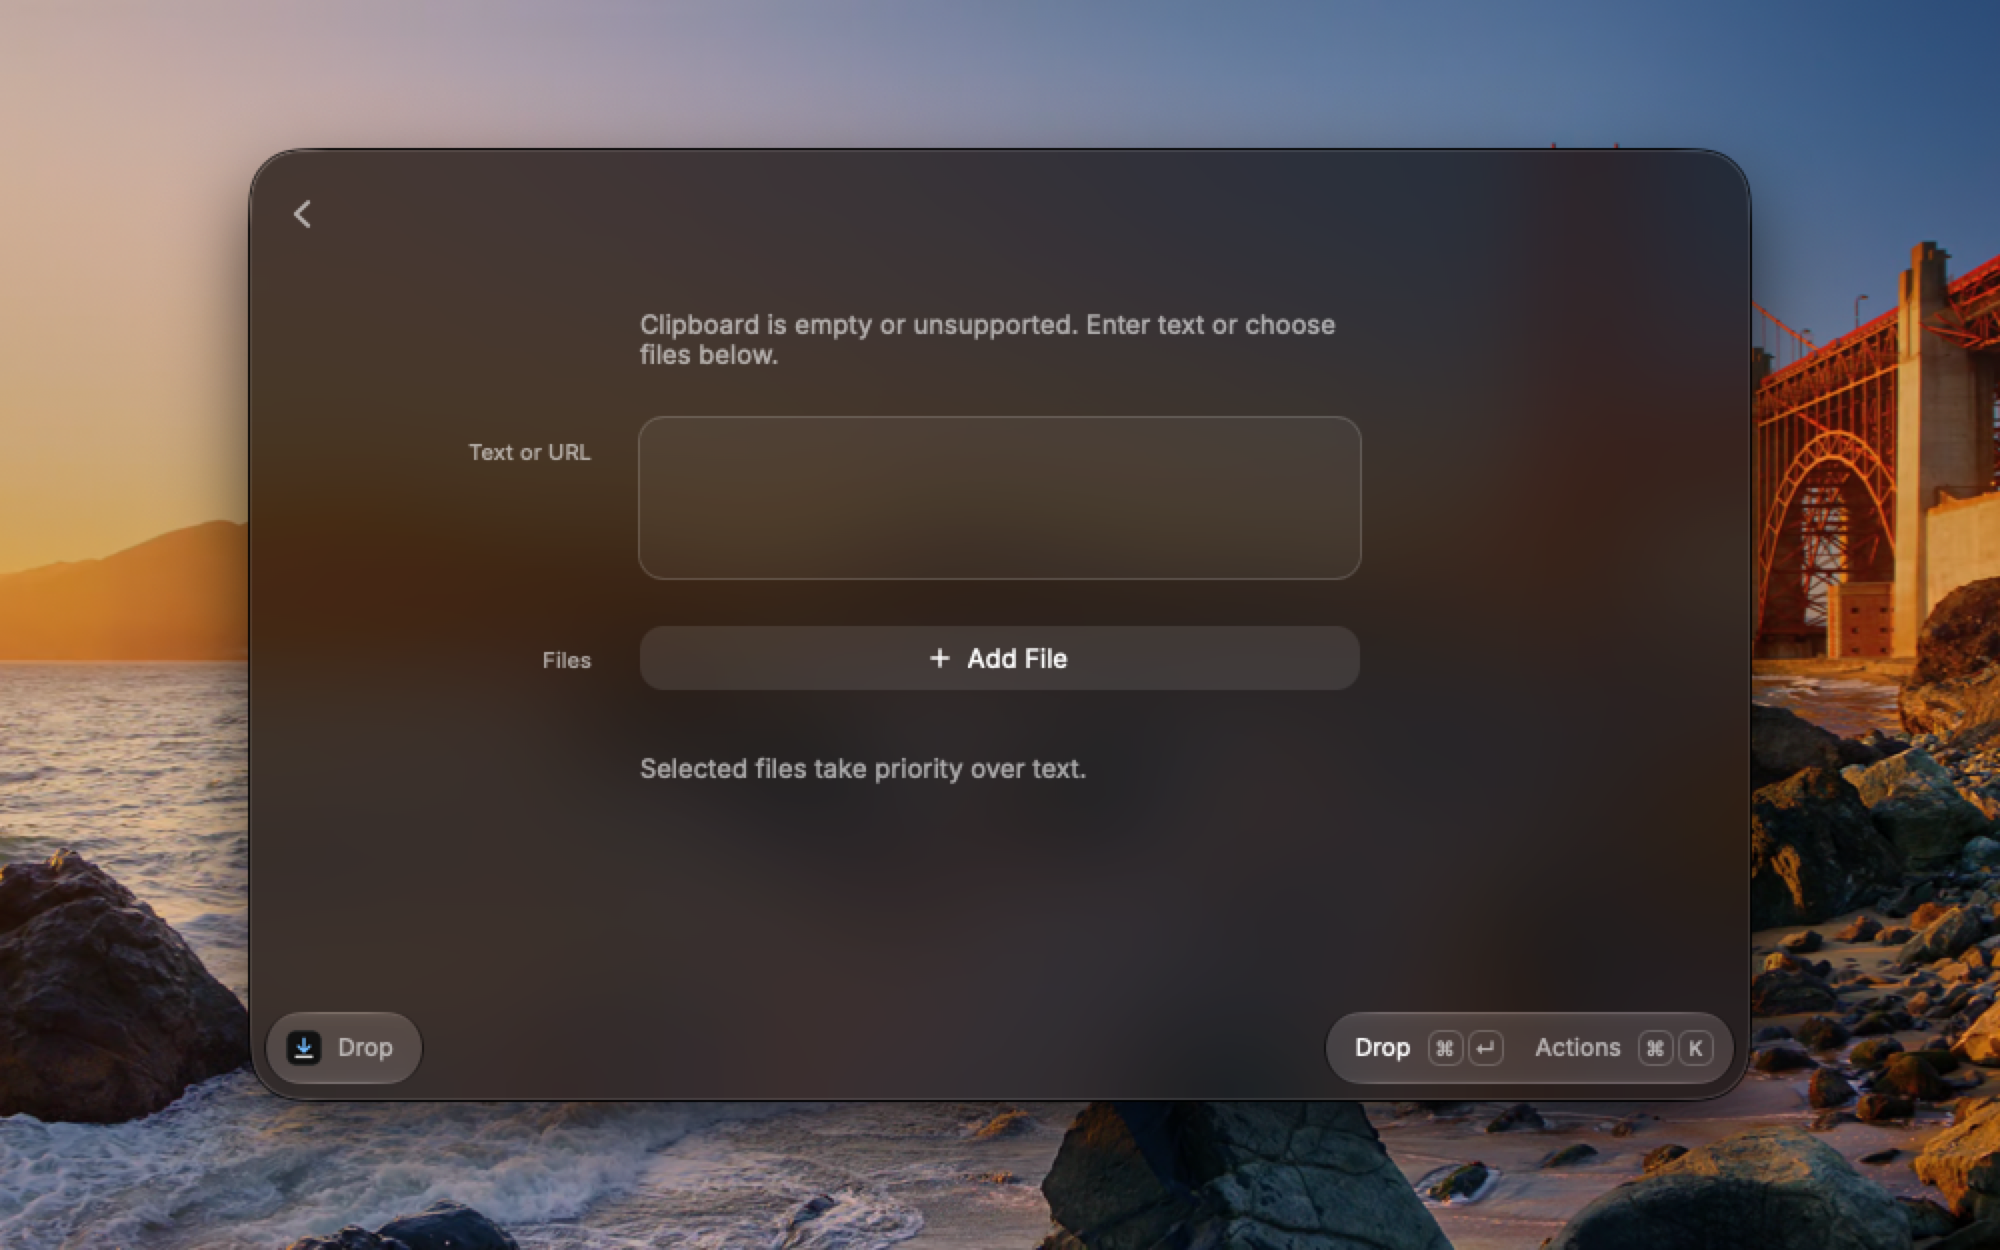 Clipboard is empty or unsupported. Enter text or choose
files below.
Text or URL
Files
+ Add File
Selected files take priority over text.
Drop
Drop ⌘ ↵ Actions ⌘ K